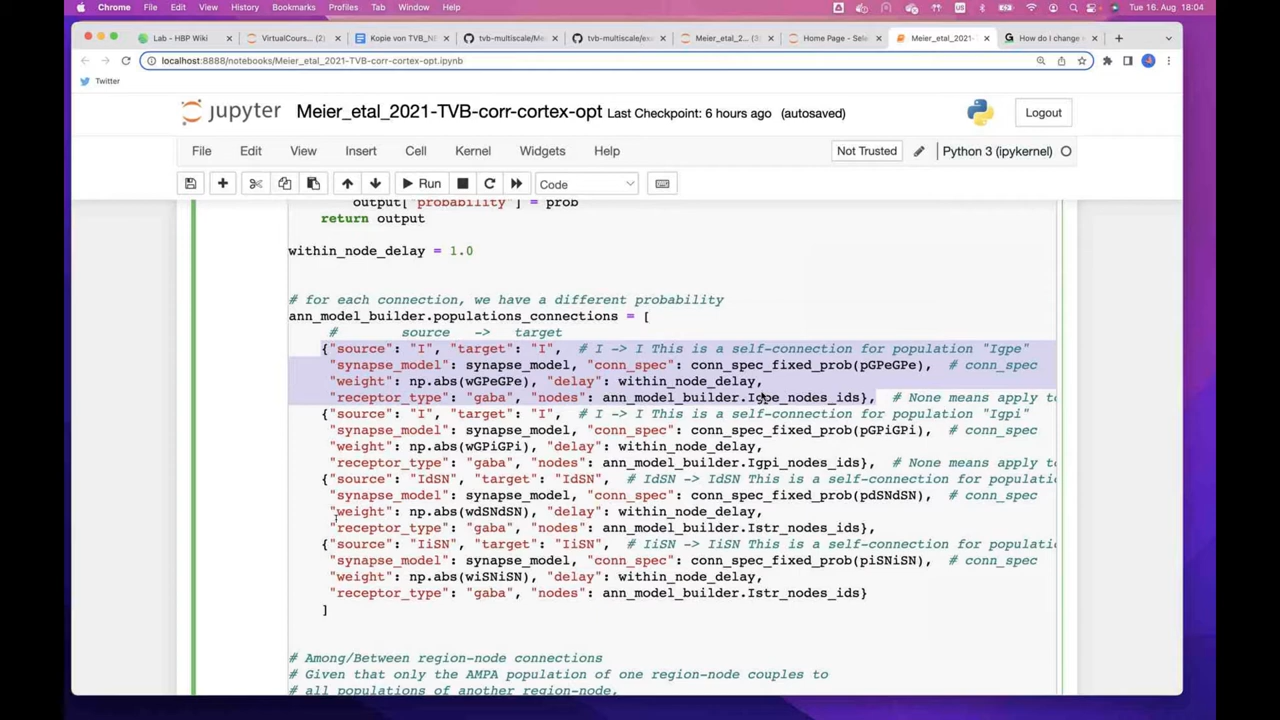 Chrome File Edit View History Bookmarks Profiles Tab Window Help Tue 16. Aug 18:04
Lab - HBP Wiki VirtualCours... (2) Kopie von TVB_N tvb-multiscale/Me tvb-multiscale/ex Meier_etal_2... (3 Home Page - Sele Meier_etal_2021- How do I change
localhost:8888/notebooks/Meier_etal_2021-TVB-corr-cortex-opt.ipynb
Twitter
jupyter Meier_etal_2021-TVB-corr-cortex-opt Last Checkpoint: 6 hours ago (autosaved) Logout
File Edit View Insert Cell Kernel Widgets Help Not Trusted Python 3 (ipykernel)
Run Code
output["probability"] = prob
return output
within_node_delay = 1.0
# for each connection, we have a different probability
ann_model_builder.populations_connections = [
# source -> target
{"source": "I", "target": "I", # I -> I This is a self-connection for population "Igpe"
"synapse_model": synapse_model, "conn_spec": conn_spec_fixed_prob(pGPeGPe), # conn_spec
"weight": np.abs(wGPeGPe), "delay": within_node_delay,
"receptor_type": "gaba", "nodes": ann_model_builder.Igpe_nodes_ids}, # None means apply to
{"source": "I", "target": "I", # I -> I This is a self-connection for population "Igpi"
"synapse_model": synapse_model, "conn_spec": conn_spec_fixed_prob(pGPiGPi), # conn_spec
"weight": np.abs(wGPiGPi), "delay": within_node_delay,
"receptor_type": "gaba", "nodes": ann_model_builder.Igpi_nodes_ids}, # None means apply to
{"source": "IdSN", "target": "IdSN", # IdSN -> IdSN This is a self-connection for populatio
"synapse_model": synapse_model, "conn_spec": conn_spec_fixed_prob(pdSNdSN), # conn_spec
"weight": np.abs(wdSNdSN), "delay": within_node_delay,
"receptor_type": "gaba", "nodes": ann_model_builder.Istr_nodes_ids},
{"source": "IiSN", "target": "IiSN", # IiSN -> IiSN This is a self-connection for populatio
"synapse_model": synapse_model, "conn_spec": conn_spec_fixed_prob(piSNiSN), # conn_spec
"weight": np.abs(wiSNiSN), "delay": within_node_delay,
"receptor_type": "gaba", "nodes": ann_model_builder.Istr_nodes_ids}
]
# Among/Between region-node connections
# Given that only the AMPA population of one region-node couples to
# all populations of another region-node,